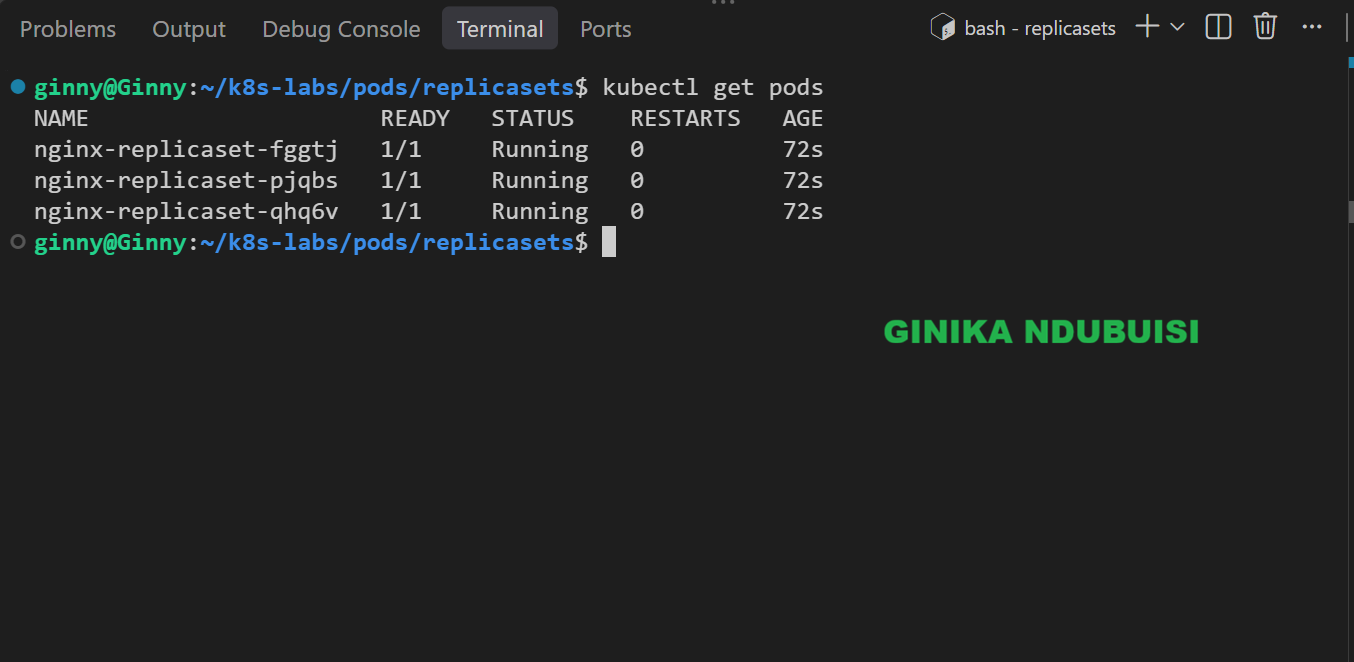 Problems Output Debug Console Terminal Ports bash - replicasets
ginny@Ginny:~/k8s-labs/pods/replicasets$ kubectl get pods
NAME READY STATUS RESTARTS AGE
nginx-replicaset-fggtj 1/1 Running 0 72s
nginx-replicaset-pjqbs 1/1 Running 0 72s
nginx-replicaset-qhq6v 1/1 Running 0 72s
ginny@Ginny:~/k8s-labs/pods/replicasets$
GINIKA NDUBUISI